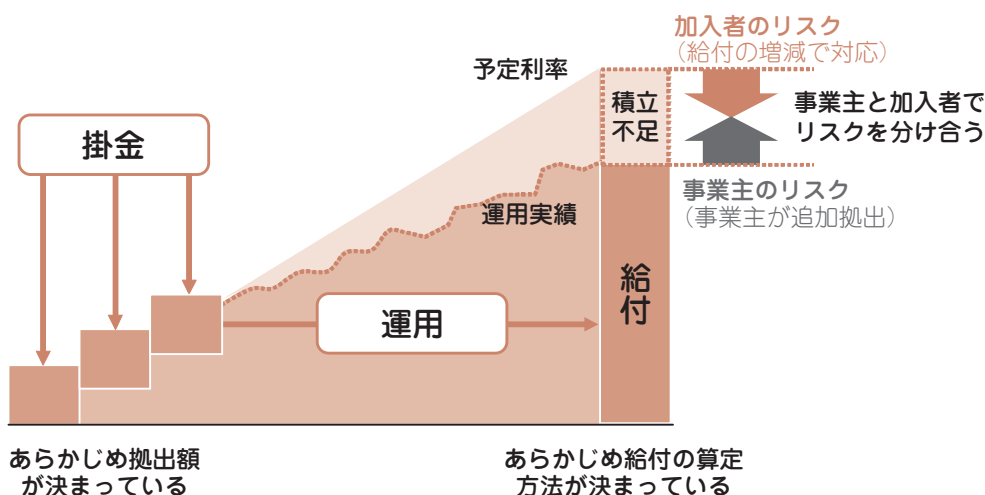 加入者のリスク
（給付の増減で対応）
予定利率
積立
不足
事業主と加入者で
リスクを分け合う
掛金
事業主のリスク
（事業主が追加拠出）
運用実績
給付
運用
あらかじめ拠出額
が決まっている
あらかじめ給付の算定
方法が決まっている